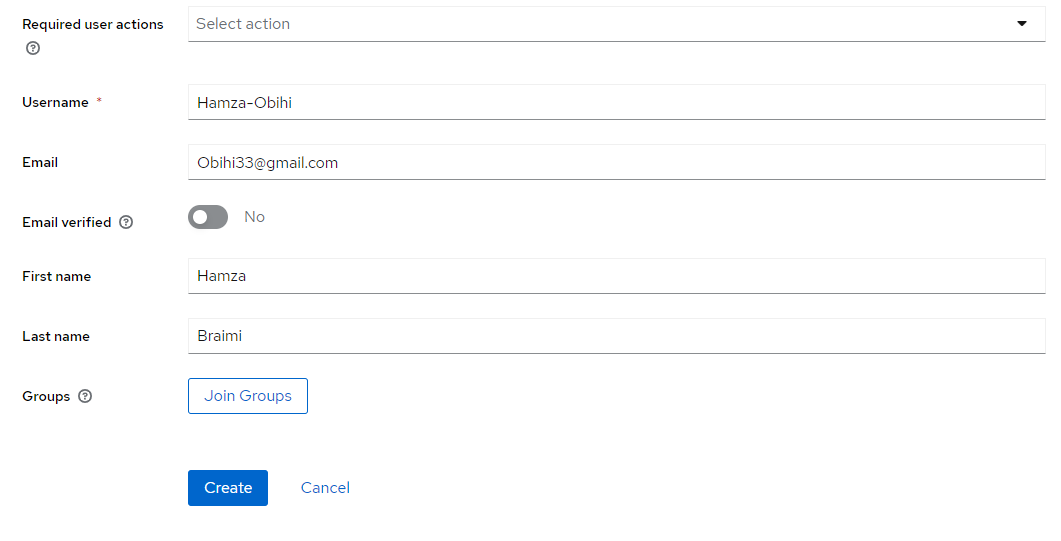 Required user actions
Select action
Username *
Hamza-Obihi
Email
Obihi33@gmail.com
Email verified
No
First name
Hamza
Last name
Braimi
Groups
Join Groups
Create
Cancel